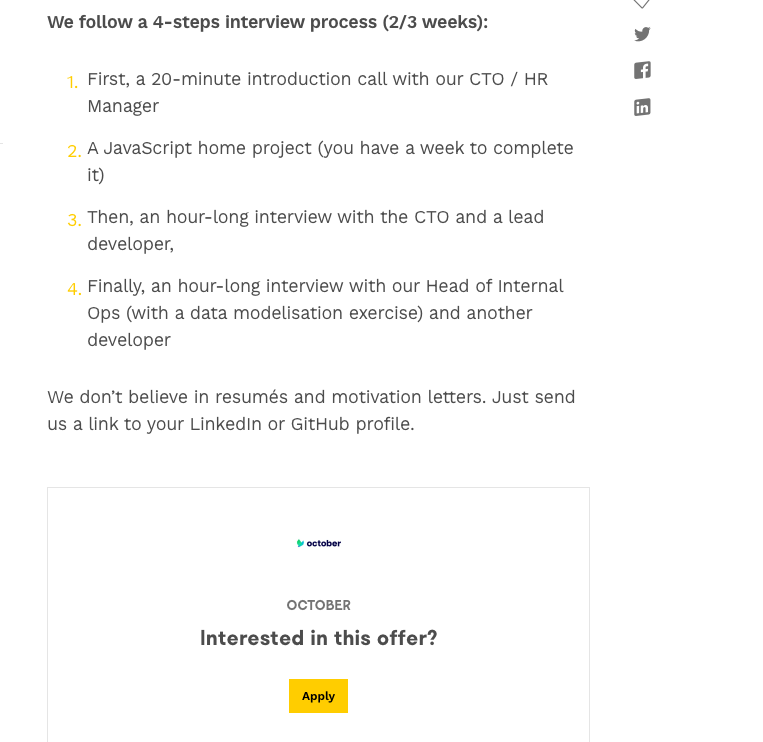 We follow a 4-steps interview process (2/3 weeks):
1. First, a 20-minute introduction call with our CTO / HR
Manager
2. A JavaScript home project (you have a week to complete
it)
3. Then, an hour-long interview with the CTO and a lead
developer,
4. Finally, an hour-long interview with our Head of Internal
Ops (with a data modelisation exercise) and another
developer
We don’t believe in resumés and motivation letters. Just send
us a link to your LinkedIn or GitHub profile.
october
OCTOBER
Interested in this offer?
Apply